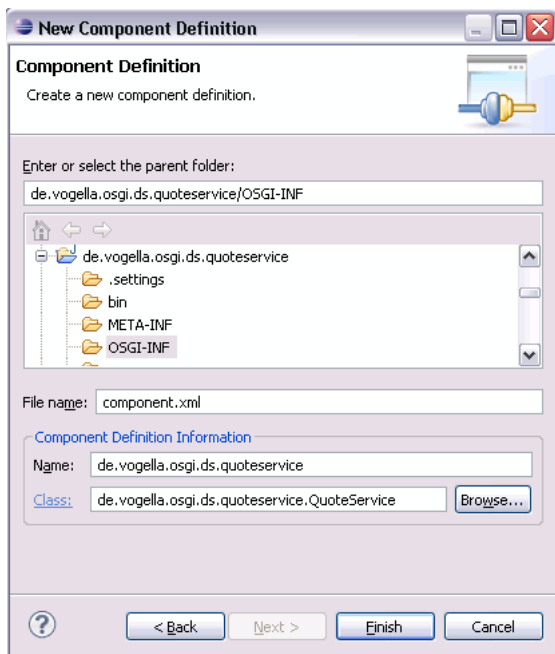 New Component Definition
Component Definition
Create a new component definition.
Enter or select the parent folder:
de.vogella.osgi.ds.quoteservice/OSGI-INF
de.vogella.osgi.ds.quoteservice
.settings
bin
META-INF
OSGI-INF
File name: component.xml
Component Definition Information
Name: de.vogella.osgi.ds.quoteservice
Class: de.vogella.osgi.ds.quoteservice.QuoteService Browse...
? < Back Next > Finish Cancel